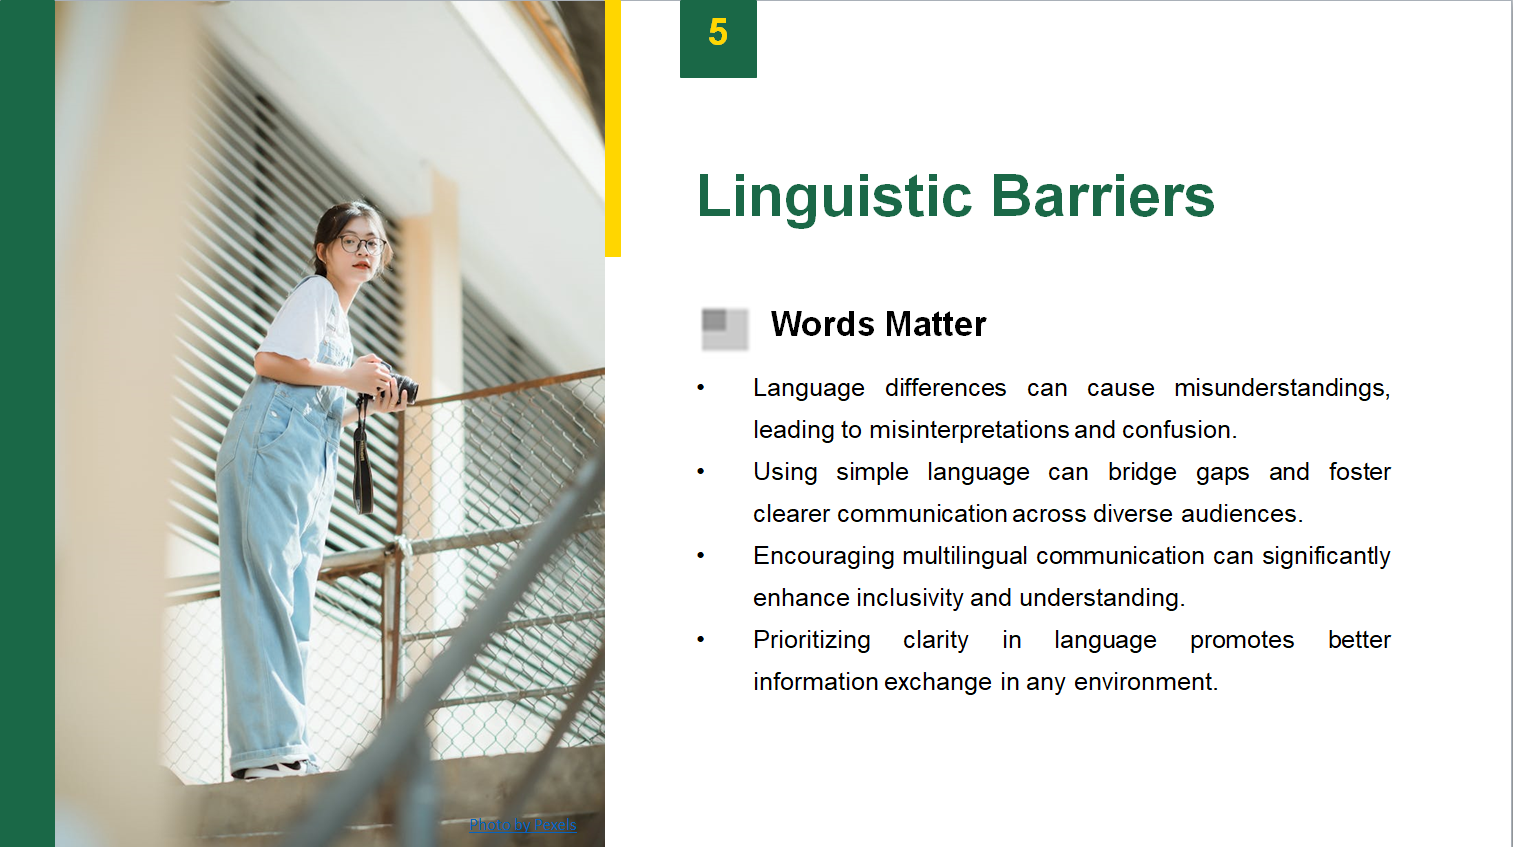 5
Linguistic Barriers
Words Matter
• Language differences can cause misunderstandings,
leading to misinterpretations and confusion.
• Using simple language can bridge gaps and foster
clearer communication across diverse audiences.
• Encouraging multilingual communication can significantly
enhance inclusivity and understanding.
• Prioritizing clarity in language promotes better
information exchange in any environment.
Photo by Pexels